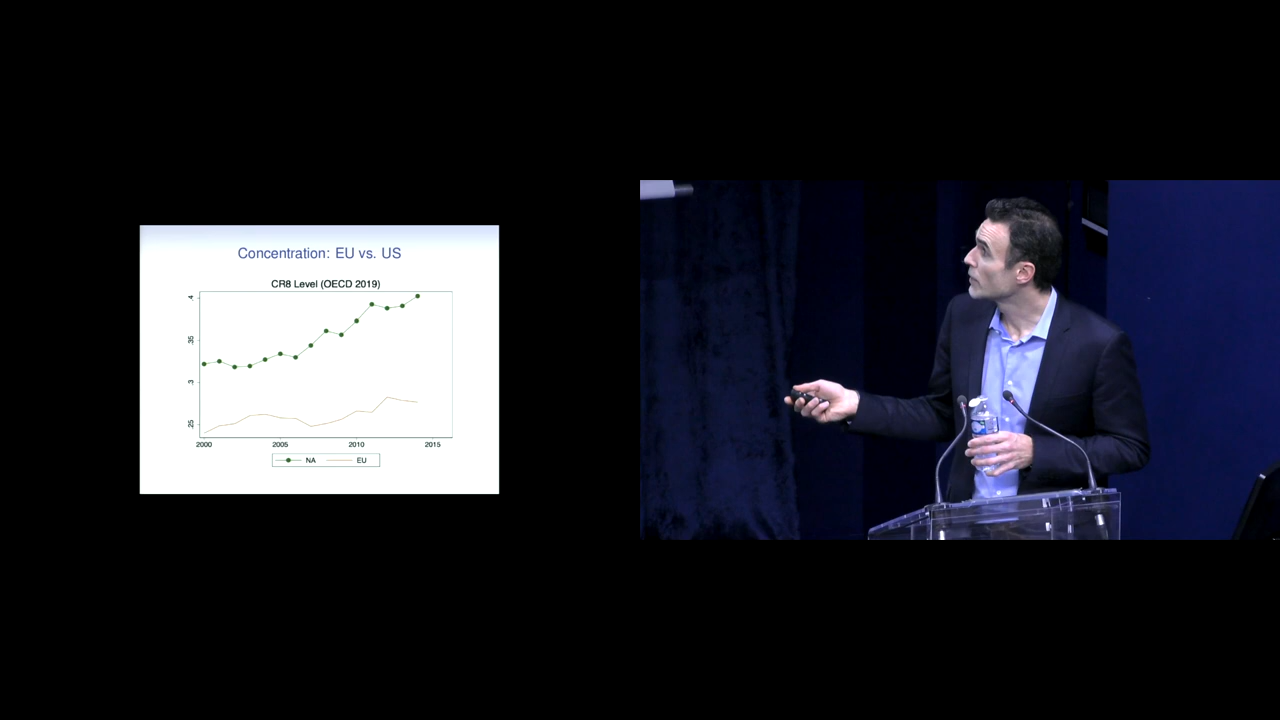 Concentration: EU vs. US
CR8 Level (OECD 2019)
.4
.35
.3
.25
2000 2005 2010 2015
NA EU